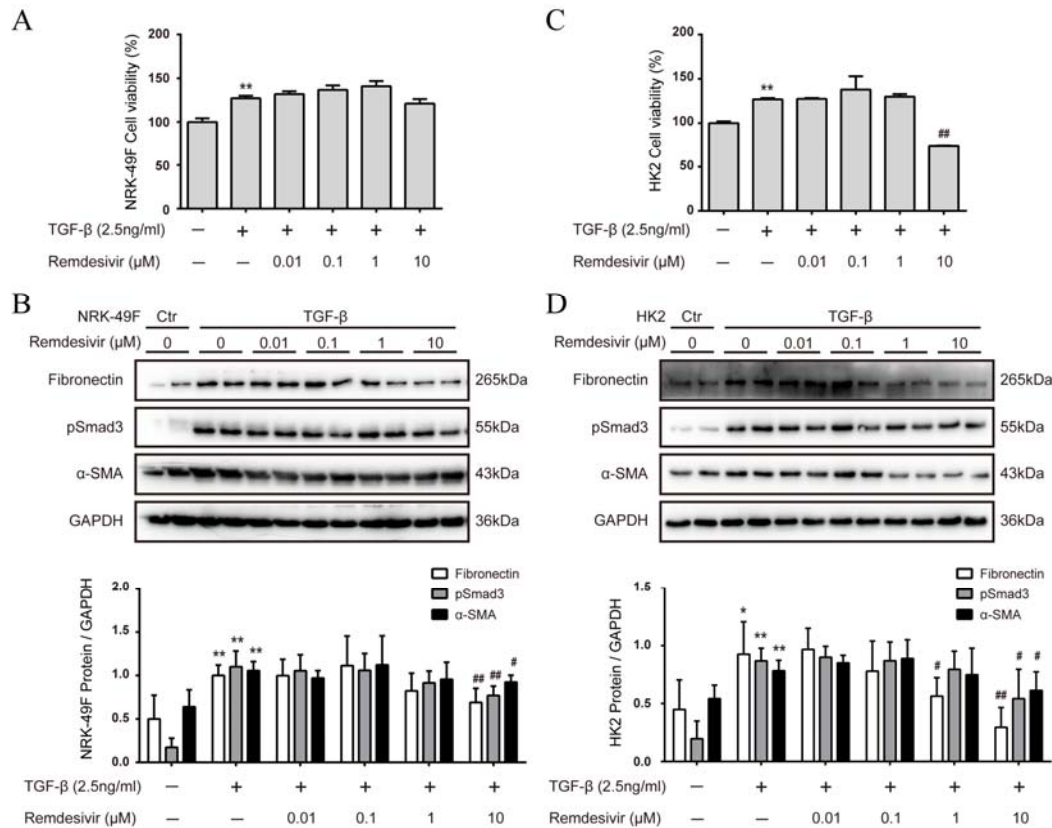 A
NRK-49F Cell viability (%)
200
150
100
50
0
**
TGF-β (2.5ng/ml) — + + + + +
Remdesivir (μM) — — 0.01 0.1 1 10
C
HK2 Cell viability (%)
200
150
100
50
0
**
##
TGF-β (2.5ng/ml) — + + + + +
Remdesivir (μM) — — 0.01 0.1 1 10
B
NRK-49F Ctr TGF-β
Remdesivir (μM) 0 0 0.01 0.1 1 10
Fibronectin 265kDa
pSmad3 55kDa
α-SMA 43kDa
GAPDH 36kDa
NRK-49F Protein / GAPDH
2.0
1.5
1.0
0.5
0.0
Fibronectin
pSmad3
α-SMA
** ** **
## ## #
TGF-β (2.5ng/ml) — + + + + +
Remdesivir (μM) — — 0.01 0.1 1 10
D
HK2 Ctr TGF-β
Remdesivir (μM) 0 0 0.01 0.1 1 10
Fibronectin 265kDa
pSmad3 55kDa
α-SMA 43kDa
GAPDH 36kDa
HK2 Protein / GAPDH
1.5
1.0
0.5
0.0
Fibronectin
pSmad3
α-SMA
* ** **
#
## # #
TGF-β (2.5ng/ml) — + + + + +
Remdesivir (μM) — — 0.01 0.1 1 10